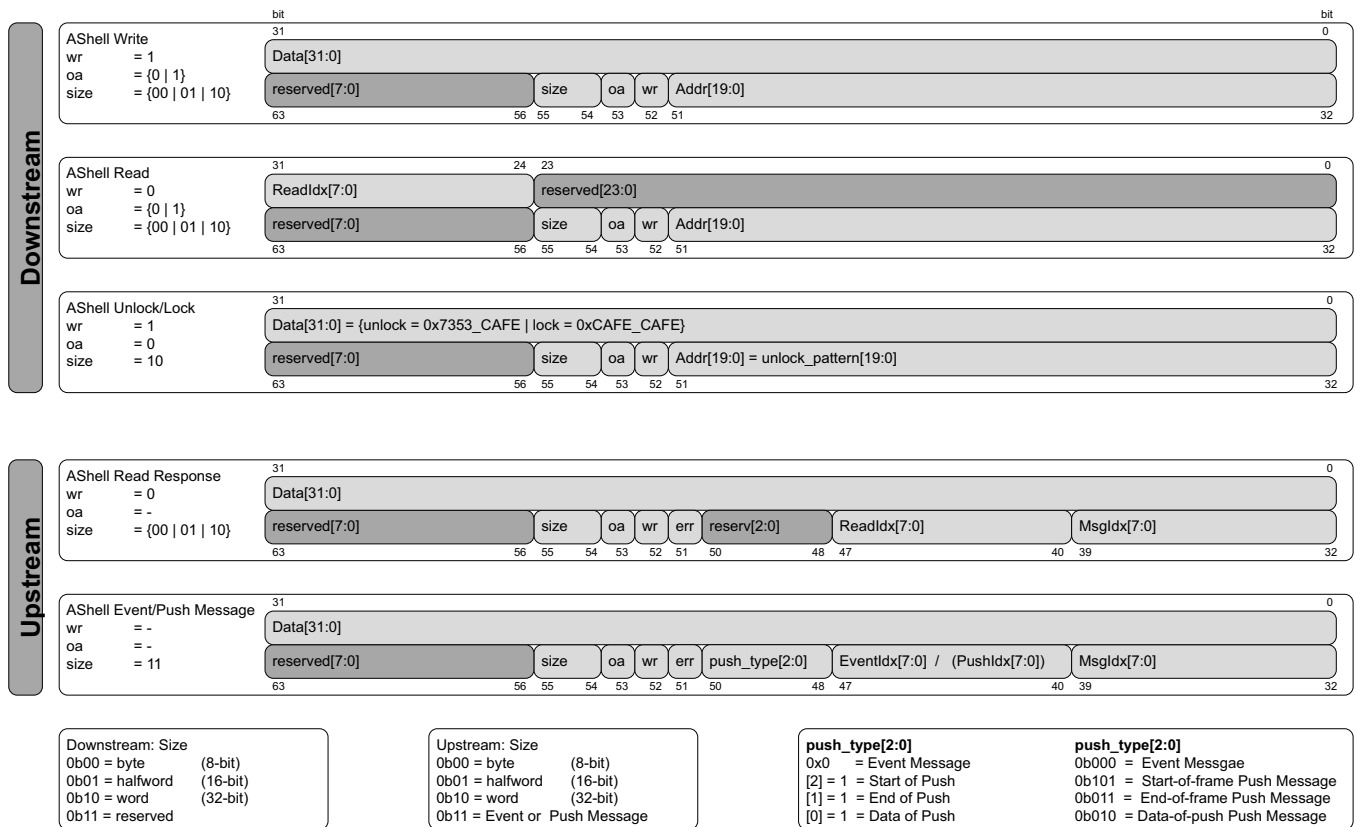 bit bit
Downstream
AShell Write
wr = 1
oa = {0 | 1}
size = {00 | 01 | 10}
31 0
Data[31:0]
reserved[7:0] size oa wr Addr[19:0]
63 56 55 54 53 52 51 32
AShell Read
wr = 0
oa = {0 | 1}
size = {00 | 01 | 10}
31 24 23 0
ReadIdx[7:0] reserved[23:0]
reserved[7:0] size oa wr Addr[19:0]
63 56 55 54 53 52 51 32
AShell Unlock/Lock
wr = 1
oa = 0
size = 10
31 0
Data[31:0] = {unlock = 0x7353_CAFE | lock = 0xCAFE_CAFE}
reserved[7:0] size oa wr Addr[19:0] = unlock_pattern[19:0]
63 56 55 54 53 52 51 32
Upstream
AShell Read Response
wr = 0
oa = -
size = {00 | 01 | 10}
31 0
Data[31:0]
reserved[7:0] size oa wr err reserv[2:0] ReadIdx[7:0] MsgIdx[7:0]
63 56 55 54 53 52 51 50 48 47 40 39 32
AShell Event/Push Message
wr = -
oa = -
size = 11
31 0
Data[31:0]
reserved[7:0] size oa wr err push_type[2:0] EventIdx[7:0] / (PushIdx[7:0]) MsgIdx[7:0]
63 56 55 54 53 52 51 50 48 47 40 39 32
Downstream: Size
0b00 = byte (8-bit)
0b01 = halfword (16-bit)
0b10 = word (32-bit)
0b11 = reserved
Upstream: Size
0b00 = byte (8-bit)
0b01 = halfword (16-bit)
0b10 = word (32-bit)
0b11 = Event or Push Message
push_type[2:0]
0x0 = Event Message
[2] = 1 = Start of Push
[1] = 1 = End of Push
[0] = 1 = Data of Push
push_type[2:0]
0b000 = Event Messgae
0b101 = Start-of-frame Push Message
0b011 = End-of-frame Push Message
0b010 = Data-of-push Push Message